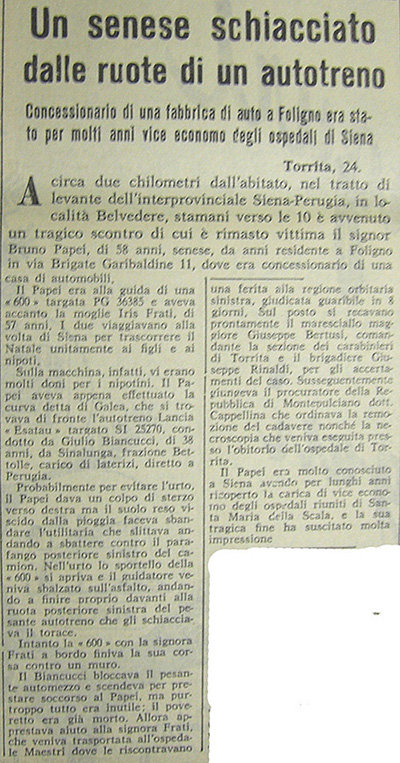 Un senese schiacciato
dalle ruote di un autotreno
Concessionario di una fabbrica di auto a Foligno era sta-
to per molti anni vice economo degli ospedali di Siena
Torrita, 24.
A circa due chilometri dall'abitato, nel tratto di
levante dell'interprovinciale Siena-Perugia, in lo-
calità Belvedere, stamani verso le 10 è avvenuto
un tragico scontro di cui è rimasto vittima il signor
Bruno Papei, di 58 anni, senese, da anni residente a Foligno
in via Brigate Garibaldine 11, dove era concessionario di una
casa di automobili.
Il Papei era alla guida di una
«600» targata PG 36385 e aveva
accanto la moglie Iris Frati, di
57 anni. I due viaggiavano alla
volta di Siena per trascorrere il
Natale unitamente ai figli e ai
nipoti.
Sulla macchina, infatti, vi erano
molti doni per i nipotini. Il Pa-
pei aveva appena effettuato la
curva detta di Galea, che si tro-
vava di fronte l'autotreno Lancia
«Esatau» targato SI 25270, con-
dotto da Giulio Biancucci, di 38
anni, da Sinalunga, frazione Bet-
tolle, carico di laterizi, diretto a
Perugia.
Probabilmente per evitare l'urto,
il Papei dava un colpo di sterzo
verso destra ma il suolo reso vi-
scido dalla pioggia faceva sban-
dare l'utilitaria che slittava an-
dando a sbattere contro il para-
fango posteriore sinistro del ca-
mion. Nell'urto lo sportello della
«600» si apriva e il guidatore ve-
niva sbalzato sull'asfalto, andan-
do a finire proprio davanti alla
ruota posteriore sinistra del pe-
sante autotreno che gli schiaccia-
va il torace.
Intanto la «600» con la signora
Frati a bordo finiva la sua cor-
sa contro un muro.
Il Biancucci bloccava il pesan-
te automezzo e scendeva per pre-
stare soccorso al Papei, ma pur-
troppo tutto era inutile; il pove-
retto era già morto. Allora ap-
prestava aiuto alla signora Frati,
che veniva trasportata all'ospeda-
le Maestri dove le riscontravano
una ferita alla regione orbitaria
sinistra, giudicata guaribile in 8
giorni. Sul posto si recavano
prontamente il maresciallo mag-
giore Giuseppe Bertusi, coman-
dante la sezione dei carabinieri
di Torrita e il brigadiere Giu-
seppe Rinaldi, per gli accerta-
menti del caso. Susseguentemente
giungeva il procuratore della Re-
pubblica di Montepulciano dott.
Cappellina che ordinava la remo-
zione del cadavere nonché la ne-
croscopia che veniva eseguita pres-
so l'obitorio dell'ospedale di Tor-
rita.
Il Papei era molto conosciuto
a Siena avendo per lunghi anni
ricoperto la carica di vice econo-
mo degli ospedali riuniti di San-
ta Maria della Scala, e la sua
tragica fine ha suscitato molta
impressione